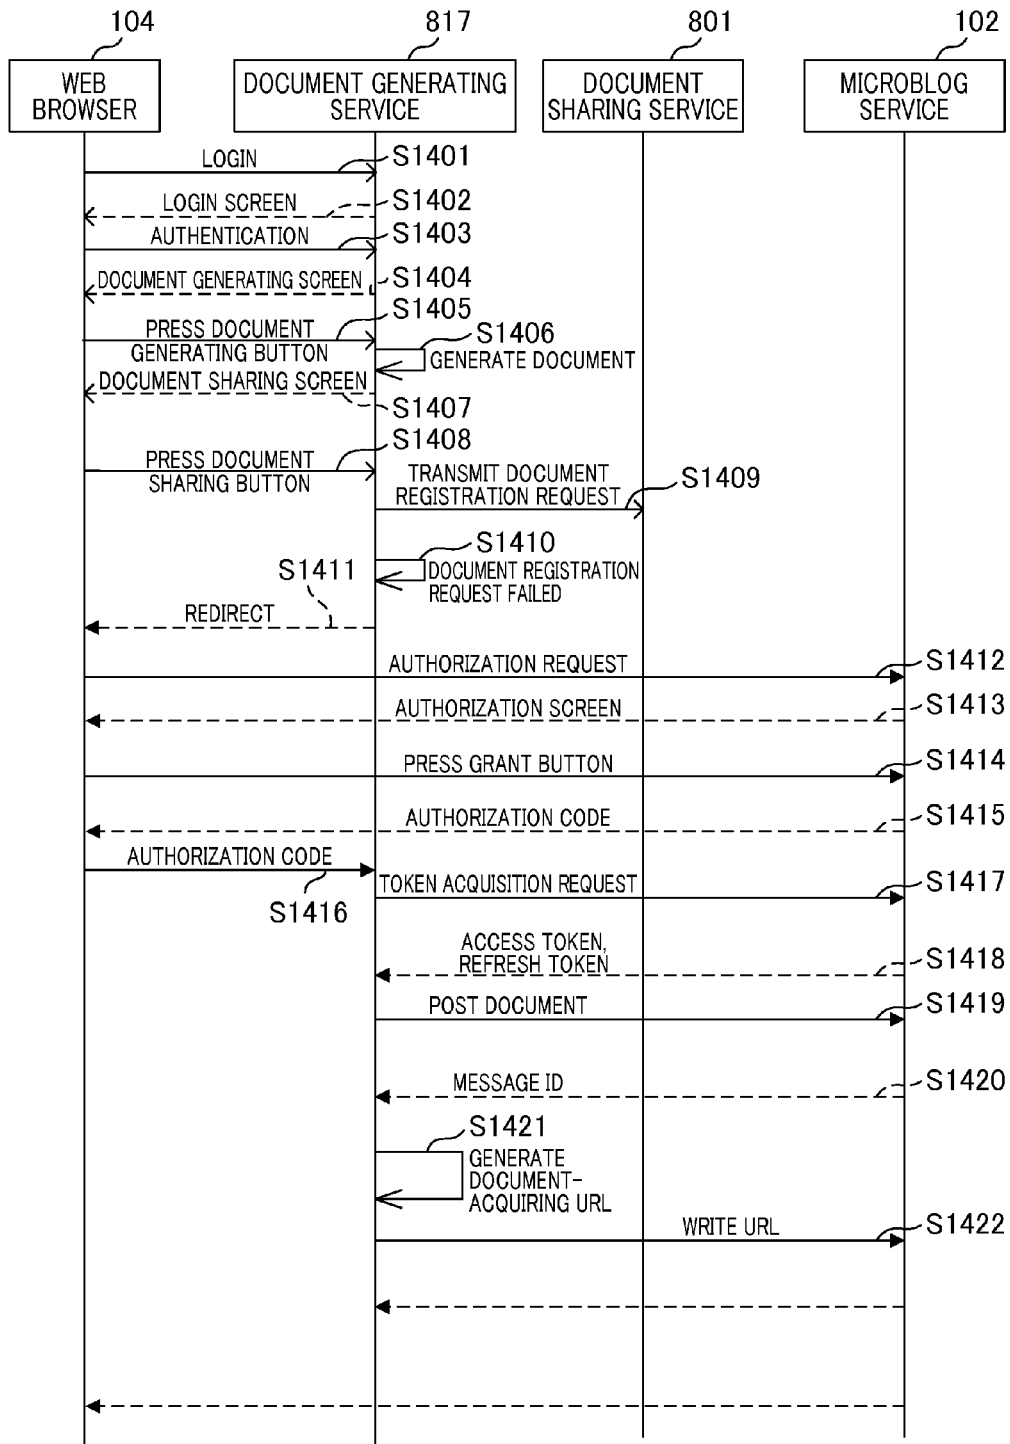 104
817
801
102
WEB
BROWSER
DOCUMENT GENERATING
SERVICE
DOCUMENT
SHARING SERVICE
MICROBLOG
SERVICE
LOGIN
S1401
LOGIN SCREEN
S1402
AUTHENTICATION
S1403
DOCUMENT GENERATING SCREEN
S1404
PRESS DOCUMENT
GENERATING BUTTON
S1405
S1406
GENERATE DOCUMENT
DOCUMENT SHARING SCREEN
S1407
PRESS DOCUMENT
SHARING BUTTON
S1408
TRANSMIT DOCUMENT
REGISTRATION REQUEST
S1409
S1410
DOCUMENT REGISTRATION
REQUEST FAILED
S1411
REDIRECT
AUTHORIZATION REQUEST
S1412
AUTHORIZATION SCREEN
S1413
PRESS GRANT BUTTON
S1414
AUTHORIZATION CODE
S1415
AUTHORIZATION CODE
S1416
TOKEN ACQUISITION REQUEST
S1417
ACCESS TOKEN,
REFRESH TOKEN
S1418
POST DOCUMENT
S1419
MESSAGE ID
S1420
S1421
GENERATE
DOCUMENT-
ACQUIRING URL
WRITE URL
S1422